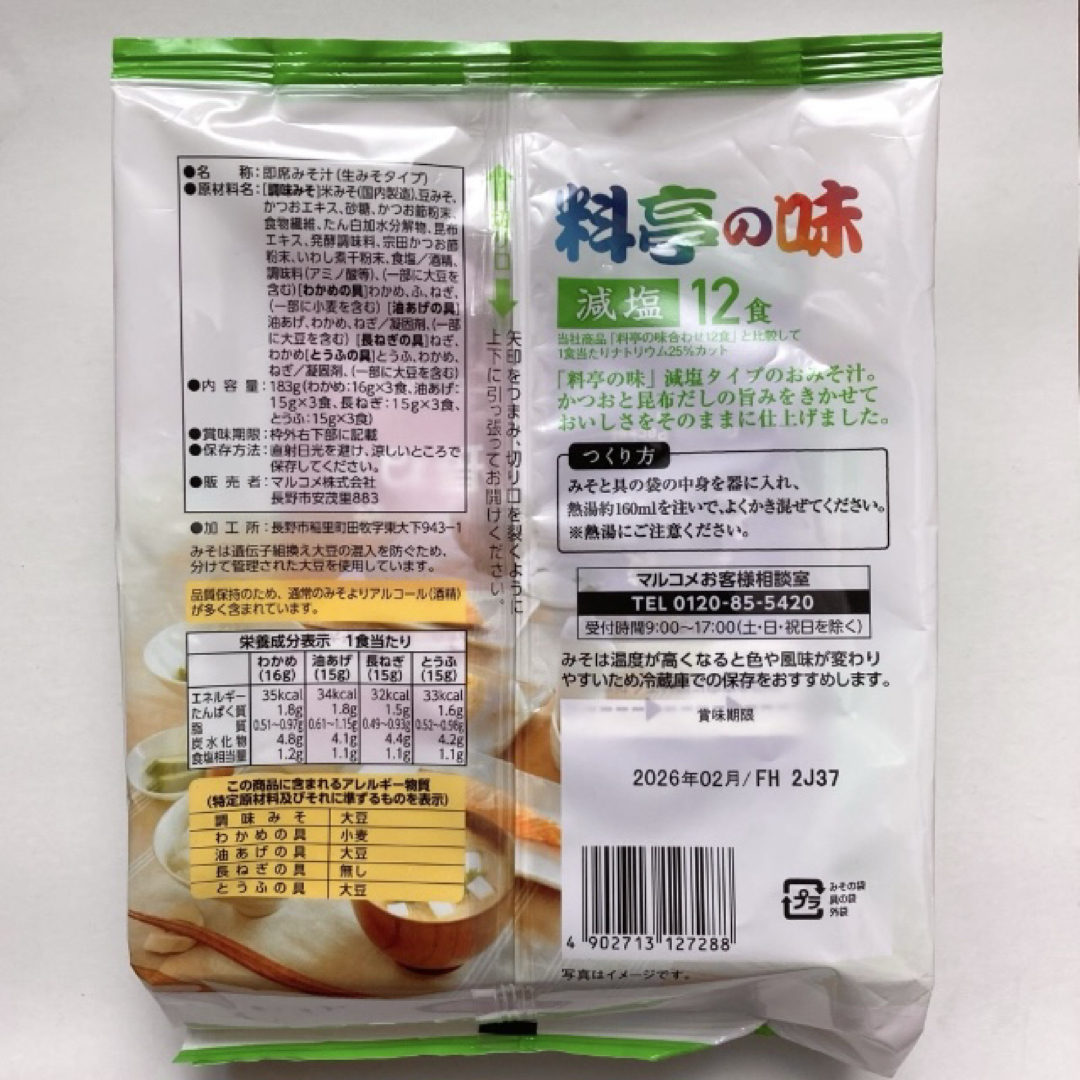 ●名　　称：即席みそ汁(生みそタイプ)
●原材料名：[調味みそ]米みそ(国内製造)、豆みそ、
かつおエキス、砂糖、かつお節粉末、
食物繊維、たん白加水分解物、昆布
エキス、発酵調味料、宗田かつお節
粉末、いわし煮干粉末、食塩／酒精、
調味料(アミノ酸等)、(一部に大豆を
含む)[わかめの具]わかめ、ふ、ねぎ、
(一部に小麦を含む)[油あげの具]
油あげ、わかめ、ねぎ／凝固剤、(一部
に大豆を含む)[長ねぎの具]ねぎ、
わかめ[とうふの具]とうふ、わかめ、
ねぎ／凝固剤、(一部に大豆を含む)
●内容量：183g(わかめ：16g×3食、油あげ：
15g×3食、長ねぎ：15g×3食、
とうふ：15g×3食)
●賞味期限：枠外右下部に記載
●保存方法：直射日光を避け、涼しいところで
保存してください。
●販売者：マルコメ株式会社
長野市安茂里883
●加工所：長野市稲里町田牧字東大下943-1
みそは遺伝子組換え大豆の混入を防ぐため、
分けて管理された大豆を使用しています。
品質保持のため、通常のみそよりアルコール(酒精)
が多く含まれています。
栄養成分表示　1食当たり
わかめ(16g) 油あげ(15g) 長ねぎ(15g) とうふ(15g)
エネルギー 35kcal 34kcal 32kcal 33kcal
たんぱく質 1.8g 1.8g 1.5g 1.6g
脂質 0.51〜0.97g 0.61〜1.15g 0.49〜0.93g 0.52〜0.98g
炭水化物 4.8g 4.1g 4.4g 4.2g
食塩相当量 1.2g 1.1g 1.1g 1.1g
この商品に含まれるアレルギー物質
(特定原材料及びそれに準ずるものを表示)
調味みそ 大豆
わかめの具 小麦
油あげの具 大豆
長ねぎの具 無し
とうふの具 大豆
矢印をつまみ、切り口を裂くように
上下に引っ張ってお開けください。
料亭の味
減塩 12食
当社商品「料亭の味合わせ12食」と比較して
1食当たりナトリウム25%カット
「料亭の味」減塩タイプのおみそ汁。
かつおと昆布だしの旨みをきかせて
おいしさをそのままに仕上げました。
つくり方
みそと具の袋の中身を器に入れ、
熱湯約160mlを注いで、よくかき混ぜてください。
※熱湯にご注意ください。
マルコメお客様相談室
TEL 0120-85-5420
受付時間9:00〜17:00(土・日・祝日を除く)
みそは温度が高くなると色や風味が変わり
やすいため冷蔵庫での保存をおすすめします。
賞味期限
2026年02月/FH 2J37
4 902713 127288
プラ
みその袋
具の袋
外袋
写真はイメージです。